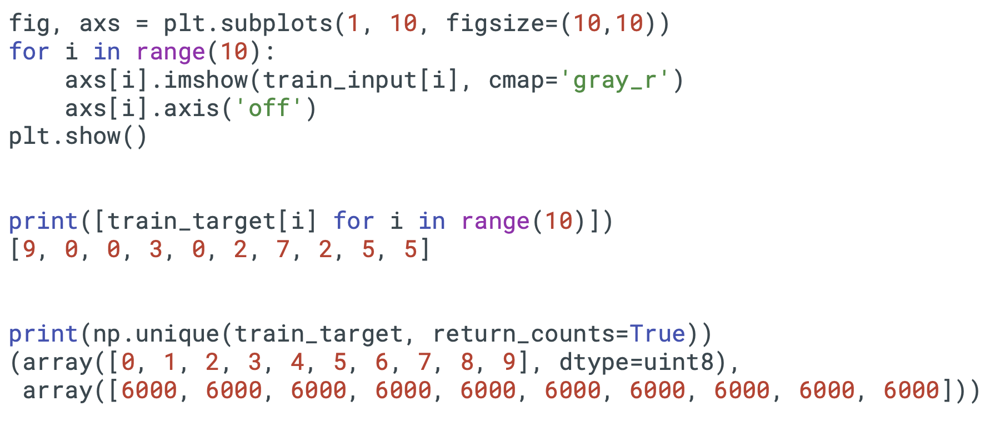 fig, axs = plt.subplots(1, 10, figsize=(10,10))
for i in range(10):
    axs[i].imshow(train_input[i], cmap='gray_r')
    axs[i].axis('off')
plt.show()
print([train_target[i] for i in range(10)])
[9, 0, 0, 3, 0, 2, 7, 2, 5, 5]
print(np.unique(train_target, return_counts=True))
(array([0, 1, 2, 3, 4, 5, 6, 7, 8, 9], dtype=uint8),
 array([6000, 6000, 6000, 6000, 6000, 6000, 6000, 6000, 6000, 6000]))